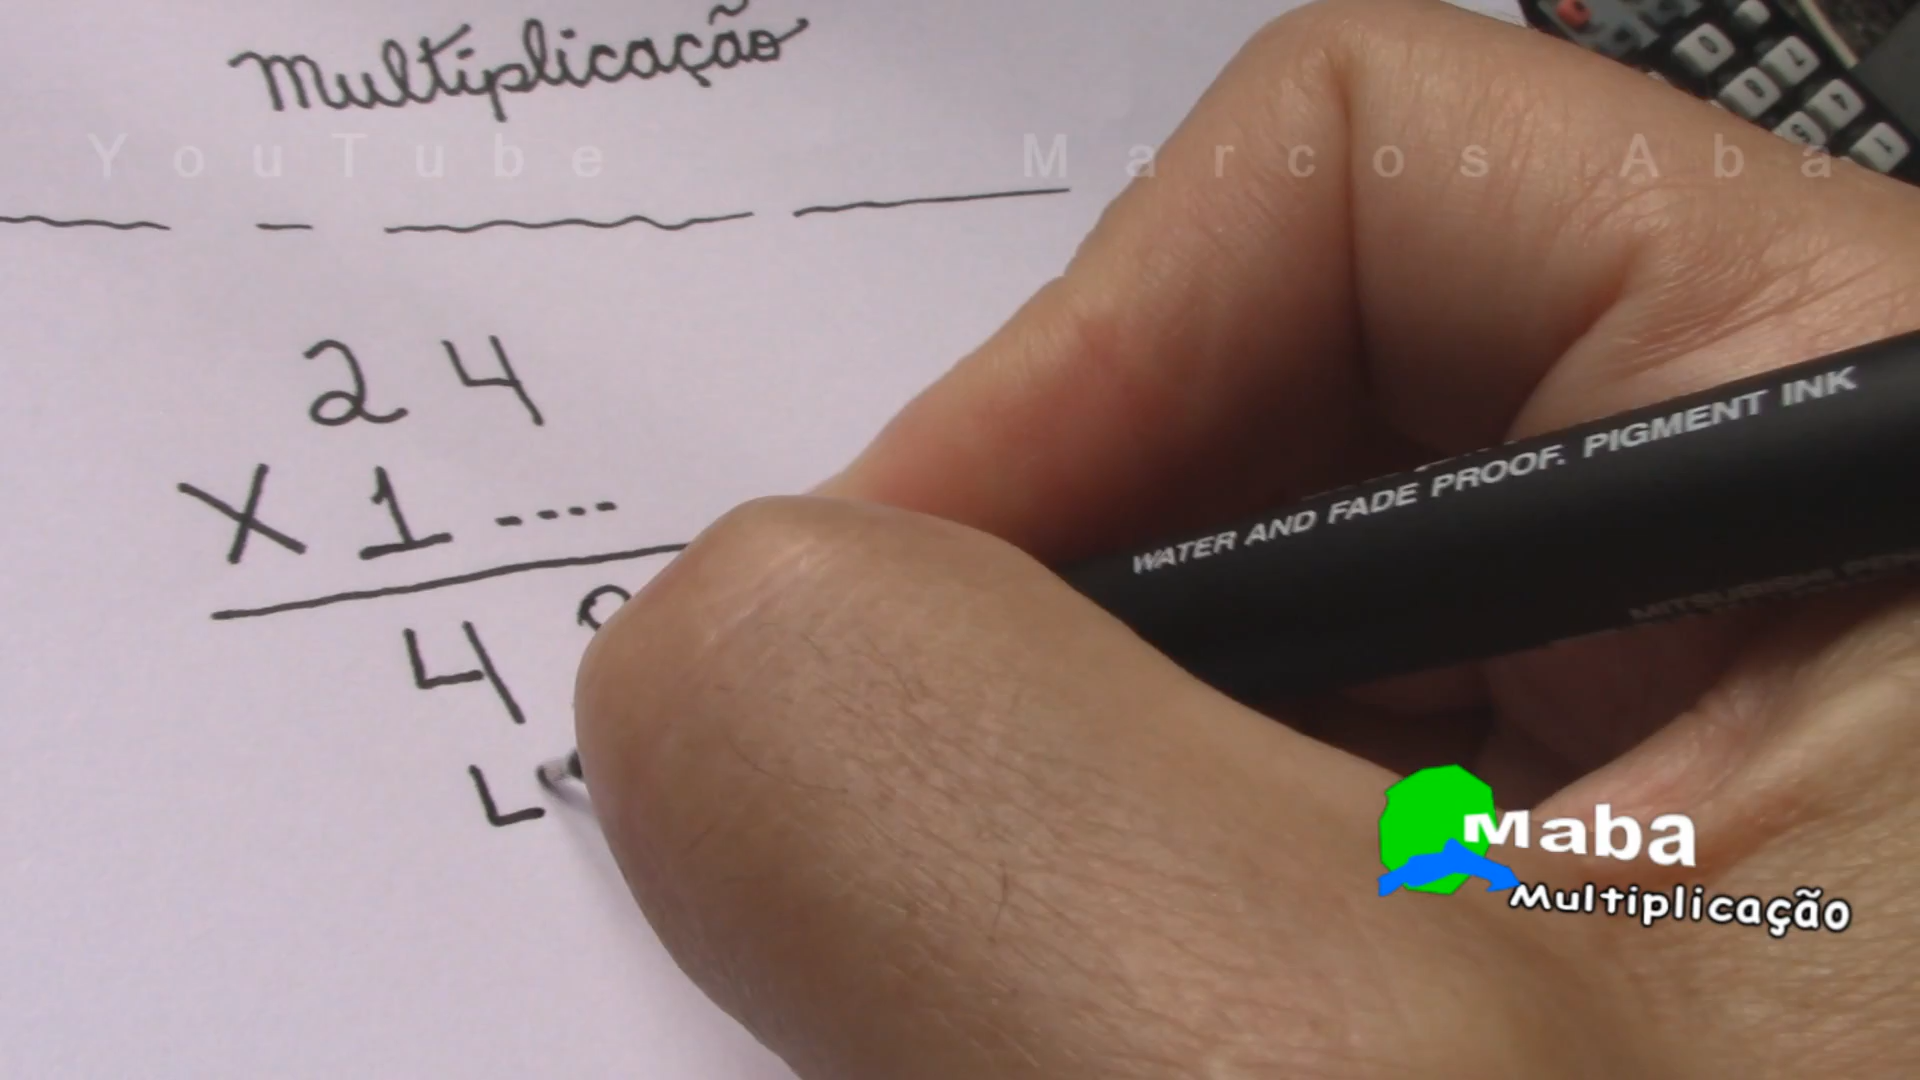 Multiplicação
YouTube Marcos Aba
24
X 1 ....
4
WATER AND FADE PROOF. PIGMENT INK
Maba
Multiplicação